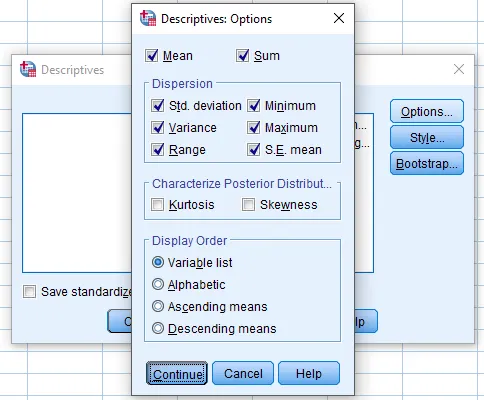 Descriptives: Options
Descriptives
Mean
Sum
Dispersion
Std. deviation
Minimum
Variance
Maximum
Range
S.E. mean
Characterize Posterior Distribut...
Kurtosis
Skewness
Display Order
Variable list
Alphabetic
Ascending means
Descending means
Continue
Cancel
Help
Options...
Style...
Bootstrap...
Save standardize